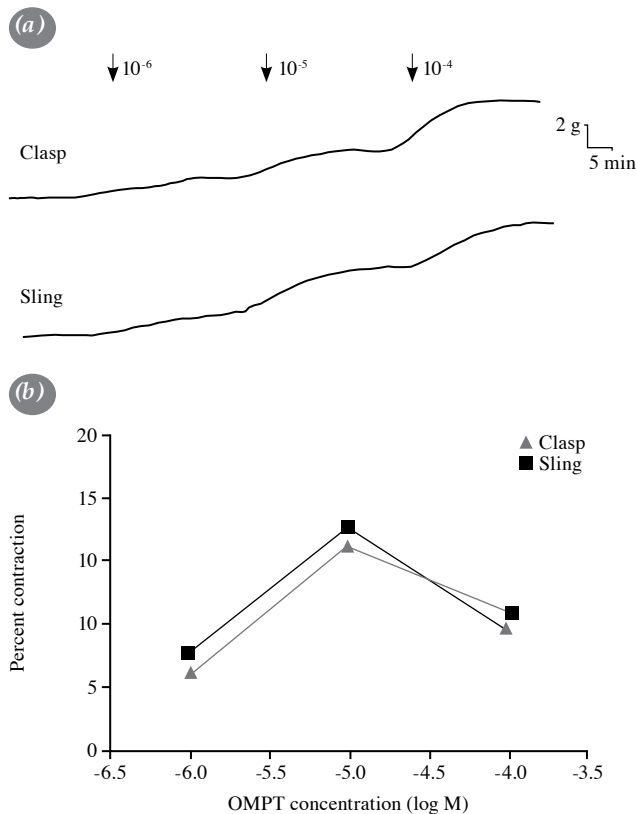 (a)
10-6 10-5 10-4
Clasp
2 g
5 min
Sling
(b)
Clasp
Sling
20
15
10
10
5
0
Percent contraction
-6.5 -6.0 -5.5 -5.0 -4.5 -4.0 -3.5
OMPT concentration (log M)